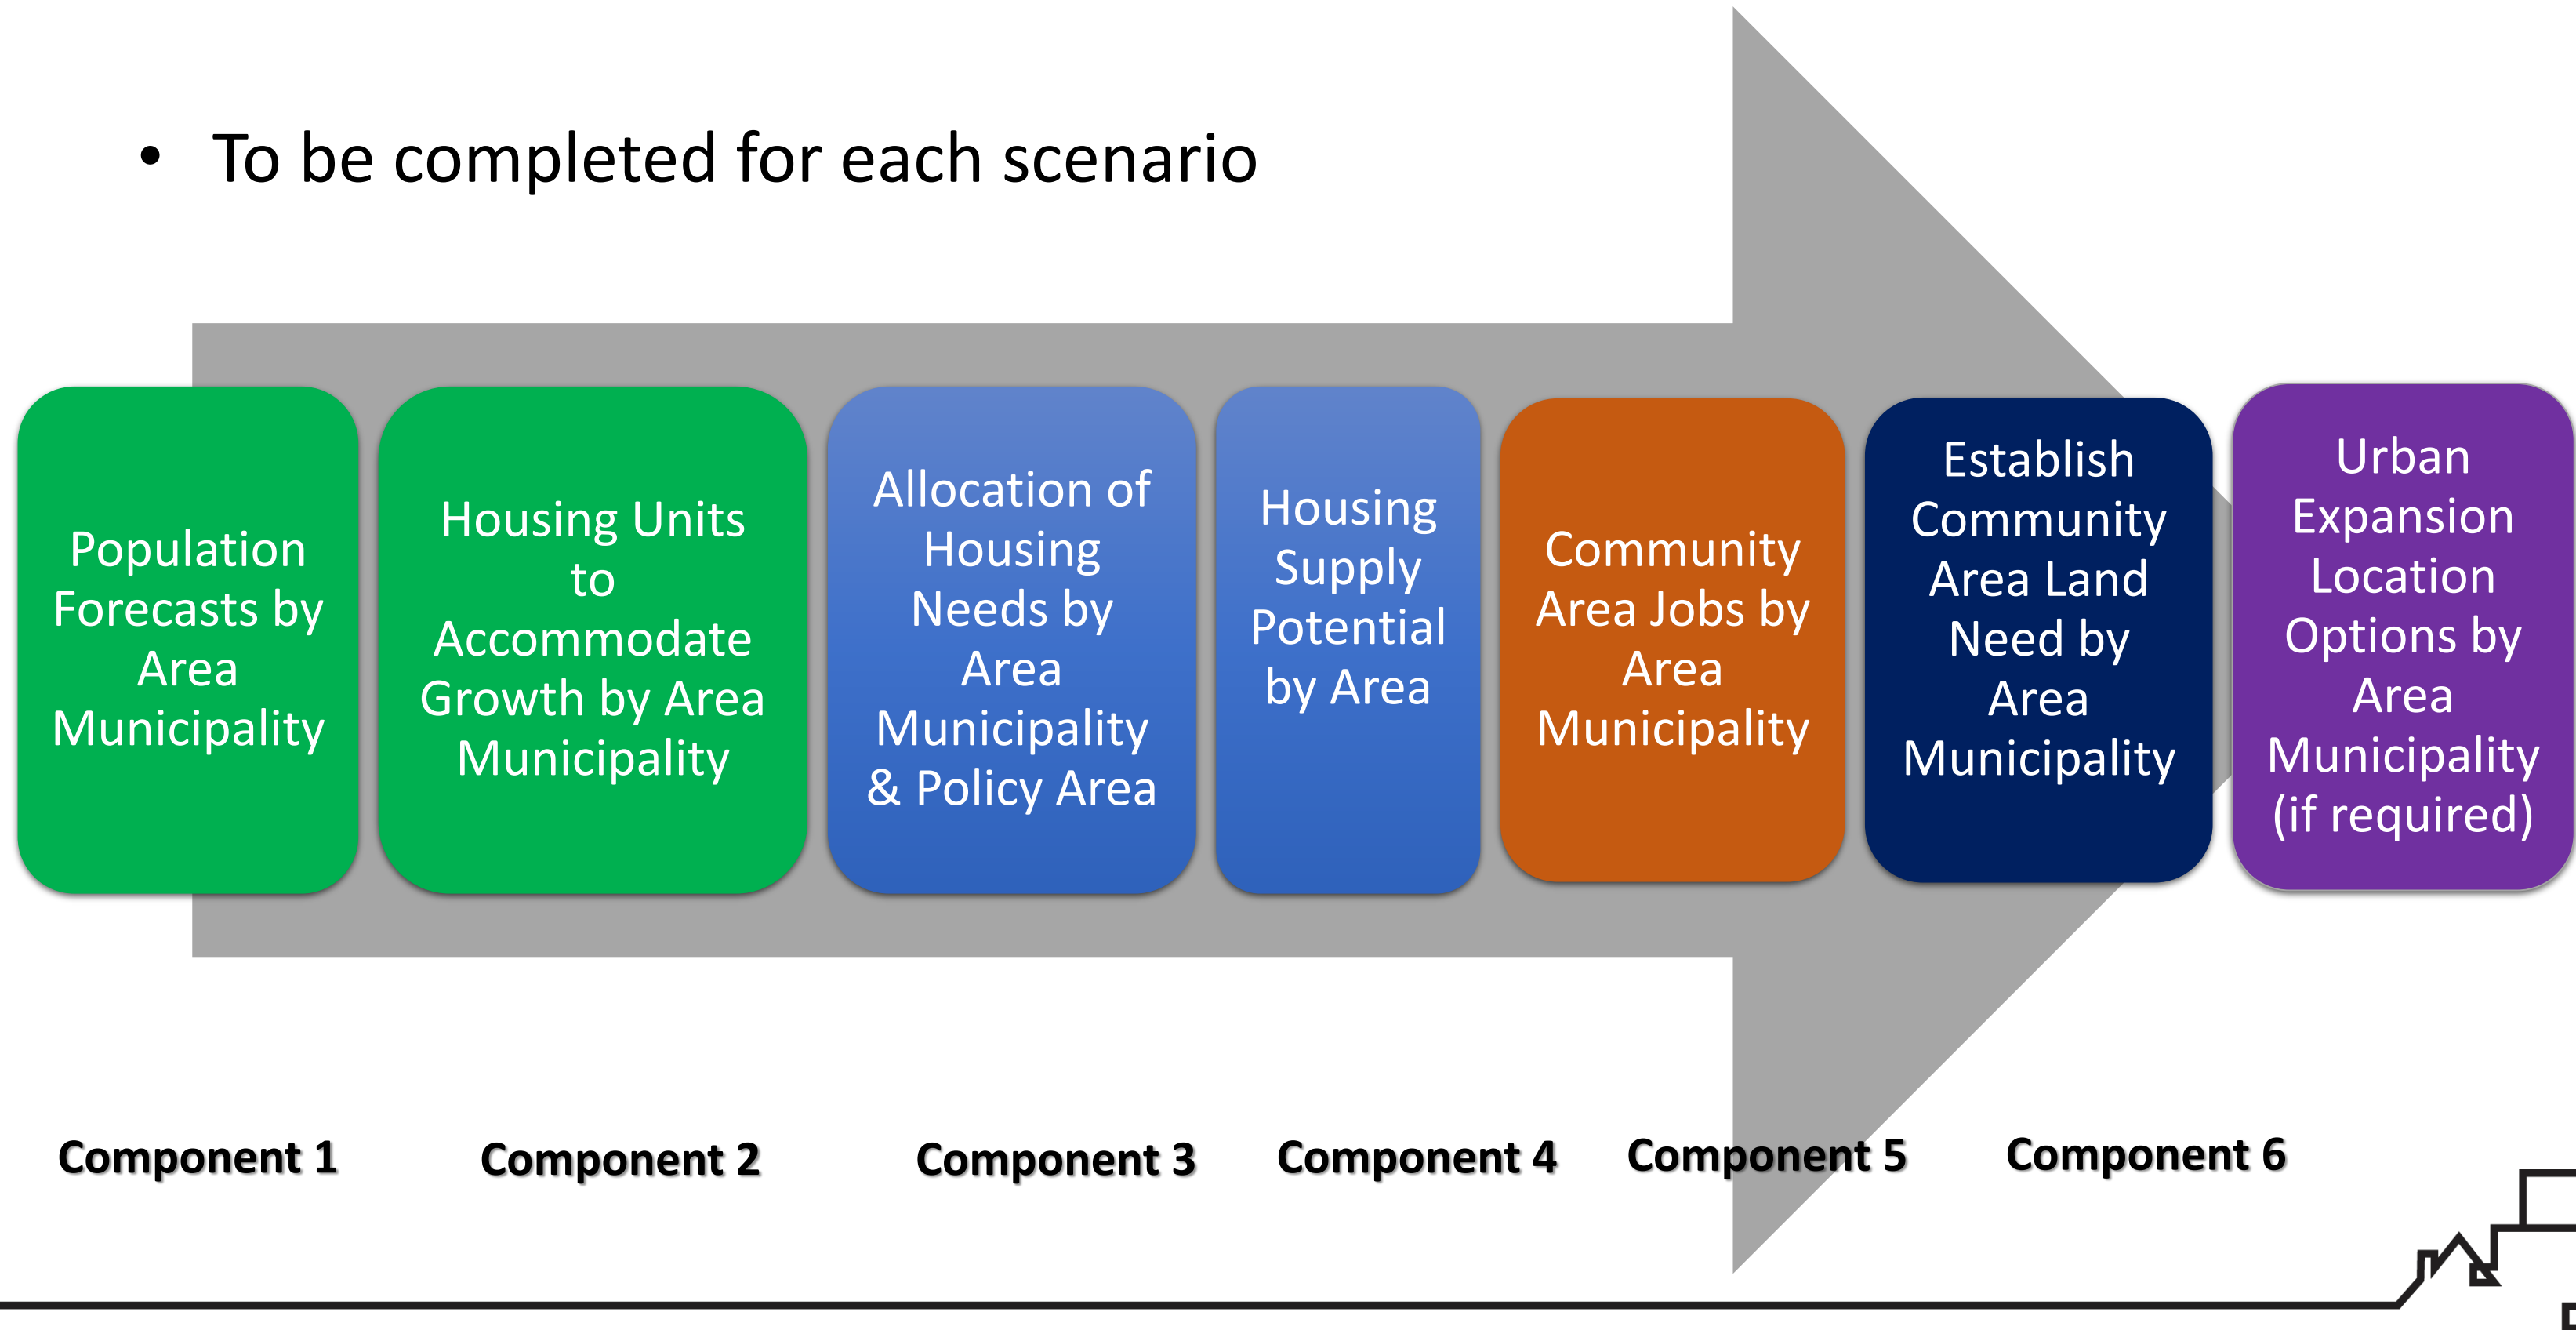 • To be completed for each scenario
Population
Forecasts by
Area
Municipality
Housing Units
to
Accommodate
Growth by Area
Municipality
Allocation of
Housing
Needs by
Area
Municipality
& Policy Area
Housing
Supply
Potential
by Area
Community
Area Jobs by
Area
Municipality
Establish
Community
Area Land
Need by
Area
Municipality
Urban
Expansion
Location
Options by
Area
Municipality
(if required)
Component 1
Component 2
Component 3
Component 4
Component 5
Component 6